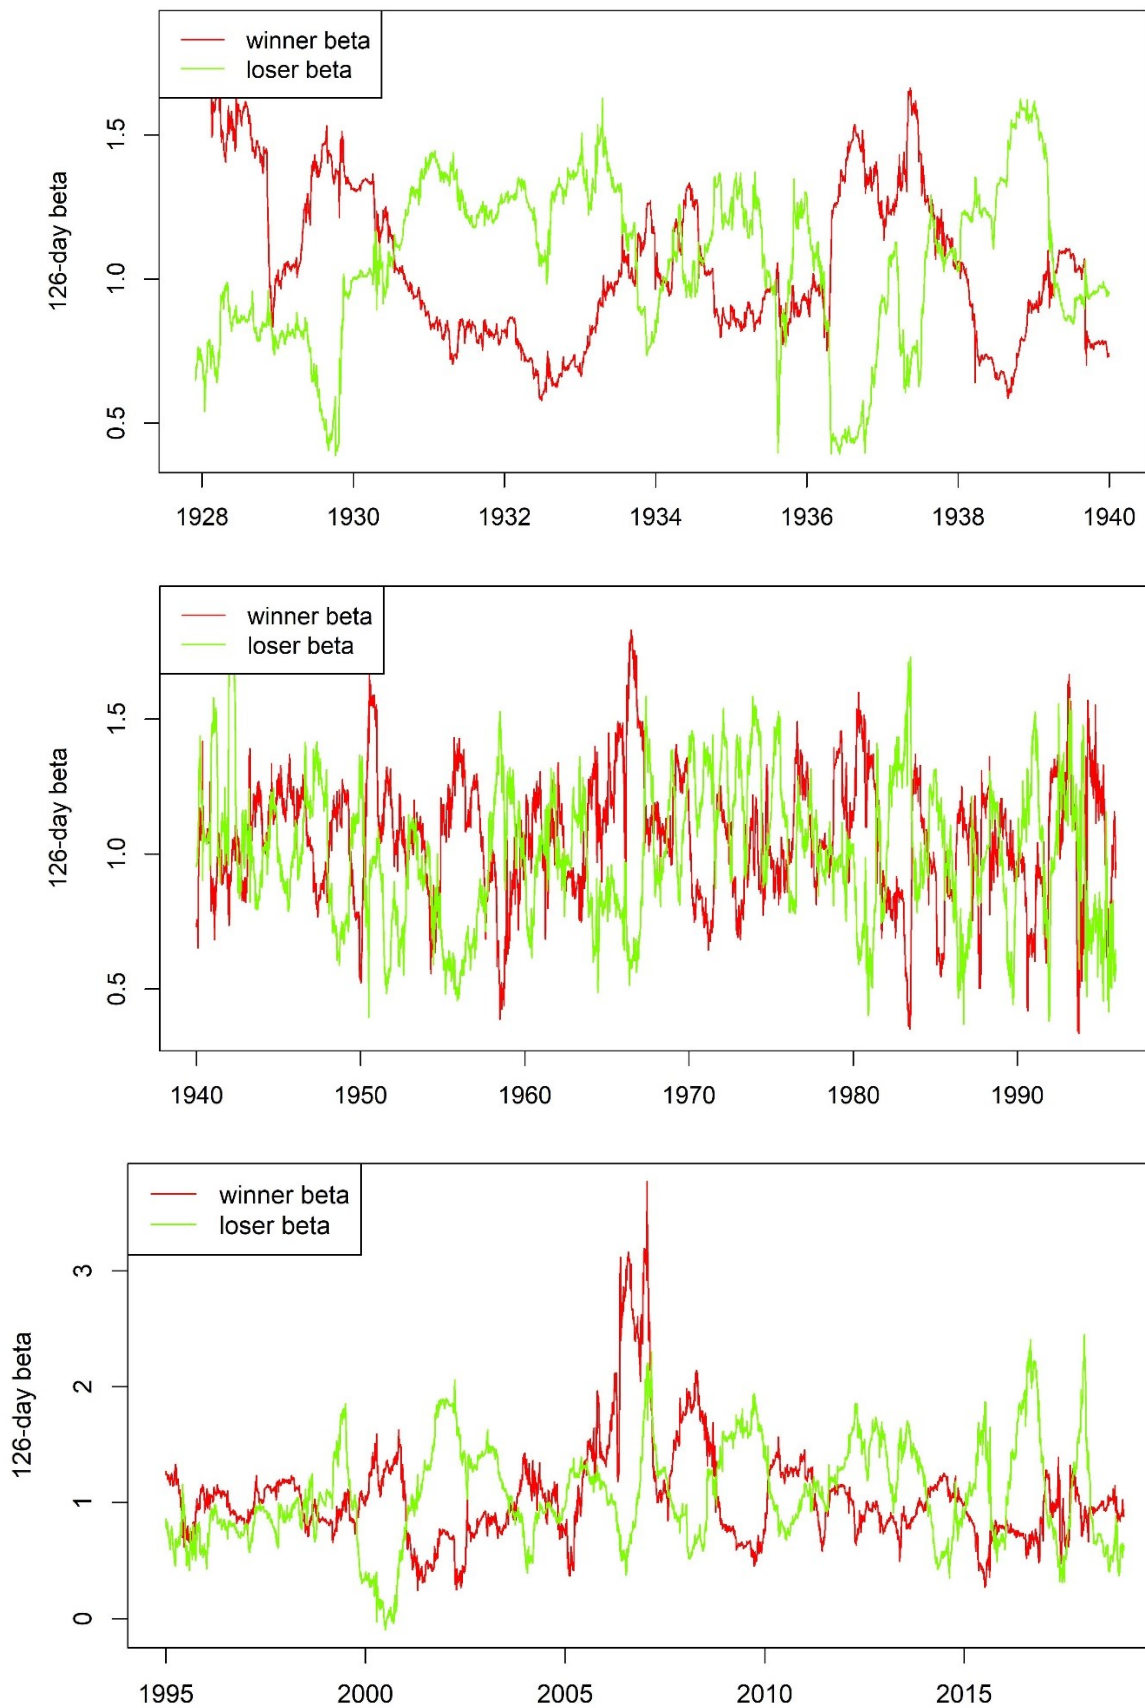 winner beta
loser beta
126-day beta
1.5
1.0
0.5
1928 1930 1932 1934 1936 1938 1940
winner beta
loser beta
126-day beta
1.5
1.0
0.5
1940 1950 1960 1970 1980 1990
winner beta
loser beta
126-day beta
3
2
1
0
1995 2000 2005 2010 2015